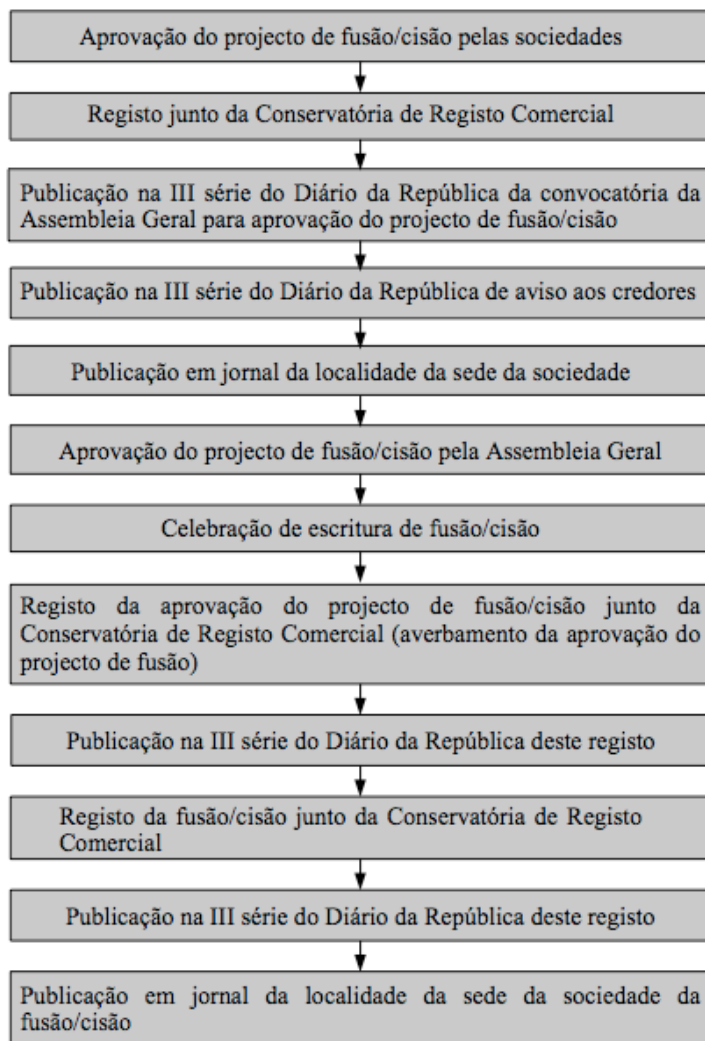 Aprovação do projecto de fusão/cisão pelas sociedades
Registo junto da Conservatória de Registo Comercial
Publicação na III série do Diário da República da convocatória da
Assembleia Geral para aprovação do projecto de fusão/cisão
Publicação na III série do Diário da República de aviso aos credores
Publicação em jornal da localidade da sede da sociedade
Aprovação do projecto de fusão/cisão pela Assembleia Geral
Celebração de escritura de fusão/cisão
Registo da aprovação do projecto de fusão/cisão junto da
Conservatória de Registo Comercial (averbamento da aprovação do
projecto de fusão)
Publicação na III série do Diário da República deste registo
Registo da fusão/cisão junto da Conservatória de Registo
Comercial
Publicação na III série do Diário da República deste registo
Publicação em jornal da localidade da sede da sociedade da
fusão/cisão